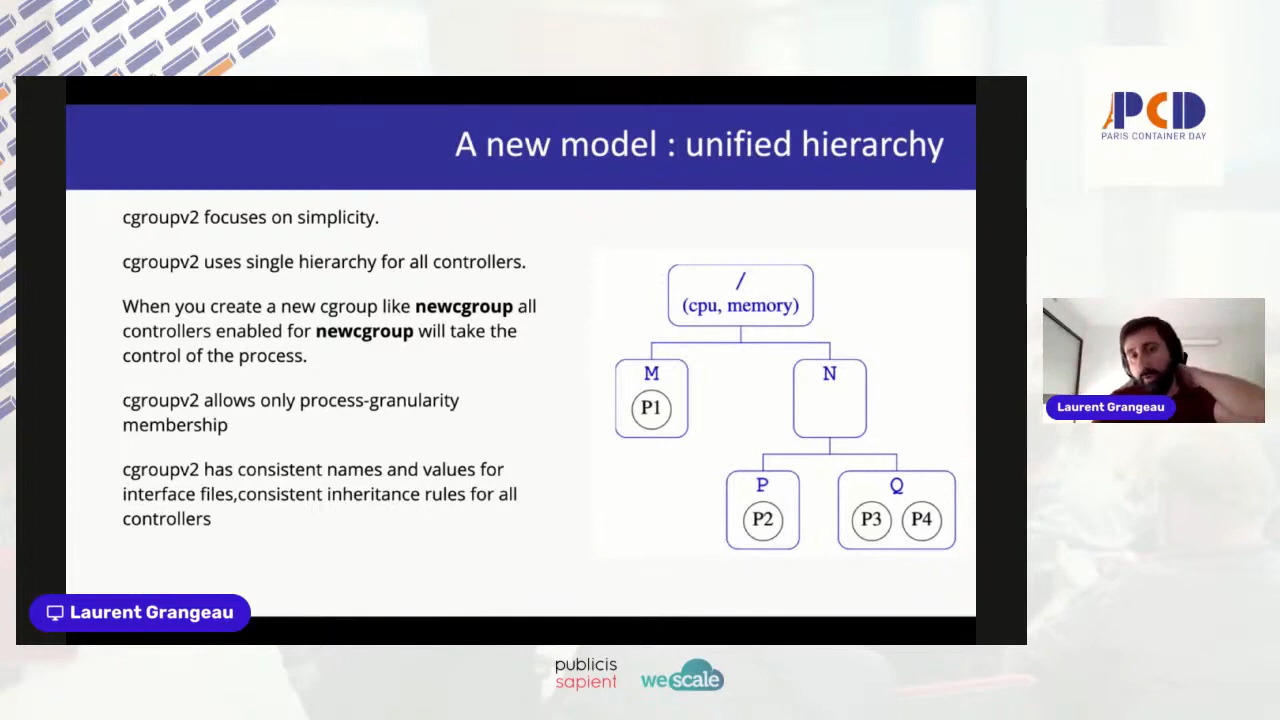 A new model : unified hierarchy
cgroupv2 focuses on simplicity.
cgroupv2 uses single hierarchy for all controllers.
When you create a new cgroup like newcgroup all
controllers enabled for newcgroup will take the
control of the process.
cgroupv2 allows only process-granularity
membership
cgroupv2 has consistent names and values for
interface files,consistent inheritance rules for all
controllers
/
(cpu, memory)
M
P1
N
P
P2
Q
P3 P4
Laurent Grangeau
PCD
PARIS CONTAINER DAY
Laurent Grangeau
publicis
sapient
wescale